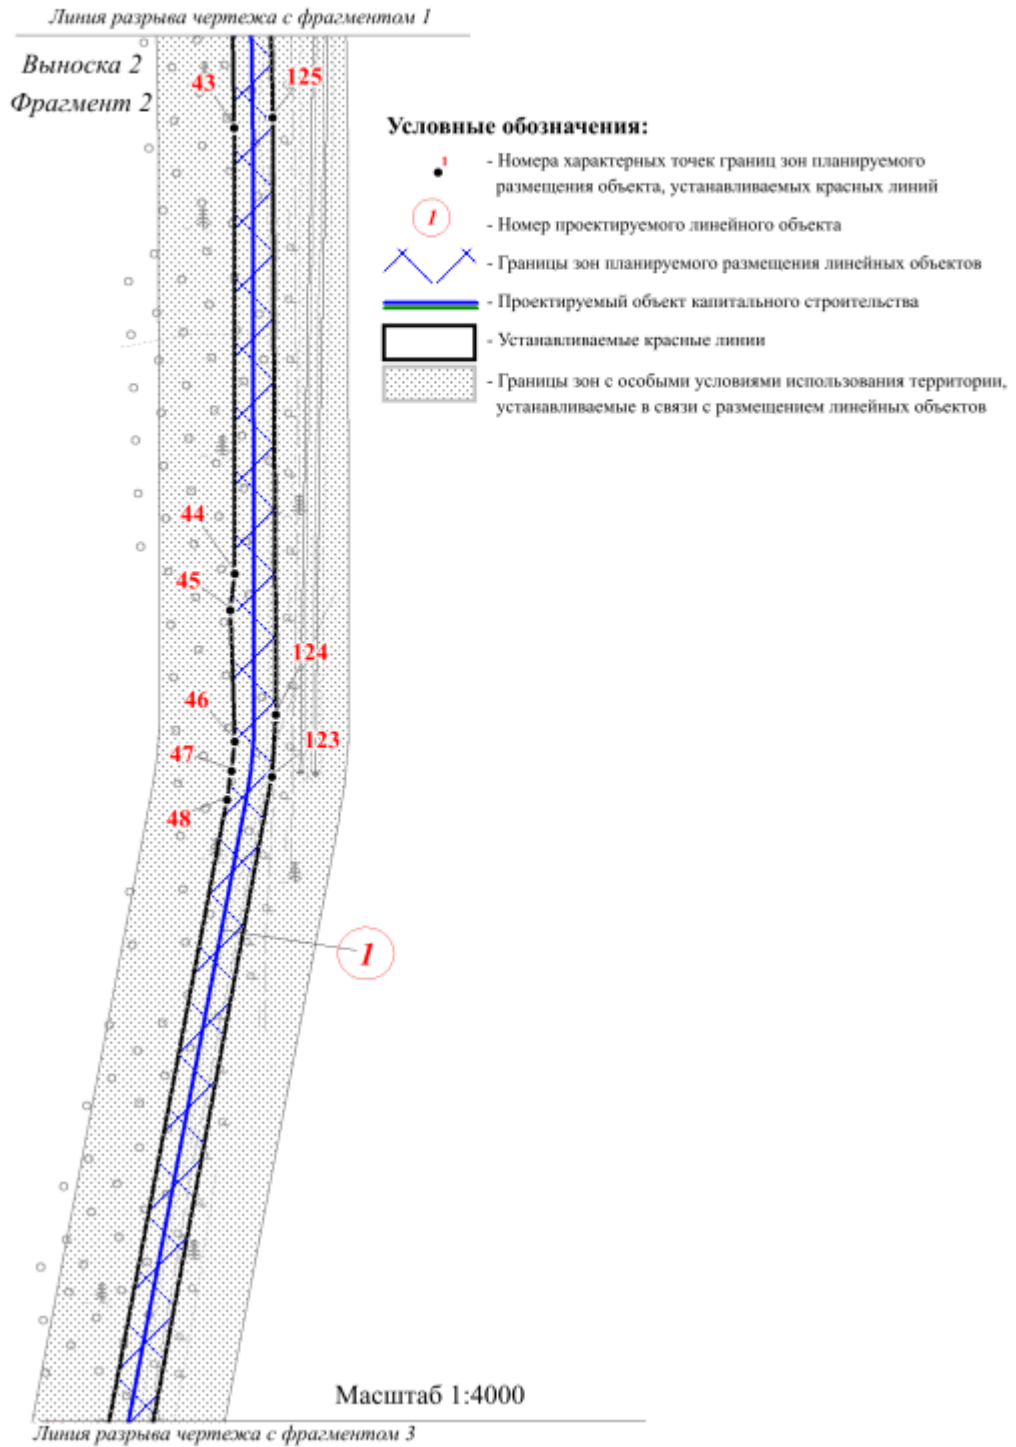 Линия разрыва чертежа с фрагментом 1
Выноска 2
Фрагмент 2
43
125
Условные обозначения:
1
- Номера характерных точек границ зон планируемого
размещения объекта, устанавливаемых красных линий
1
- Номер проектируемого линейного объекта
- Границы зон планируемого размещения линейных объектов
- Проектируемый объект капитального строительства
- Устанавливаемые красные линии
- Границы зон с особыми условиями использования территории,
устанавливаемые в связи с размещением линейных объектов
44
45
124
46
123
47
48
1
Масштаб 1:4000
Линия разрыва чертежа с фрагментом 3